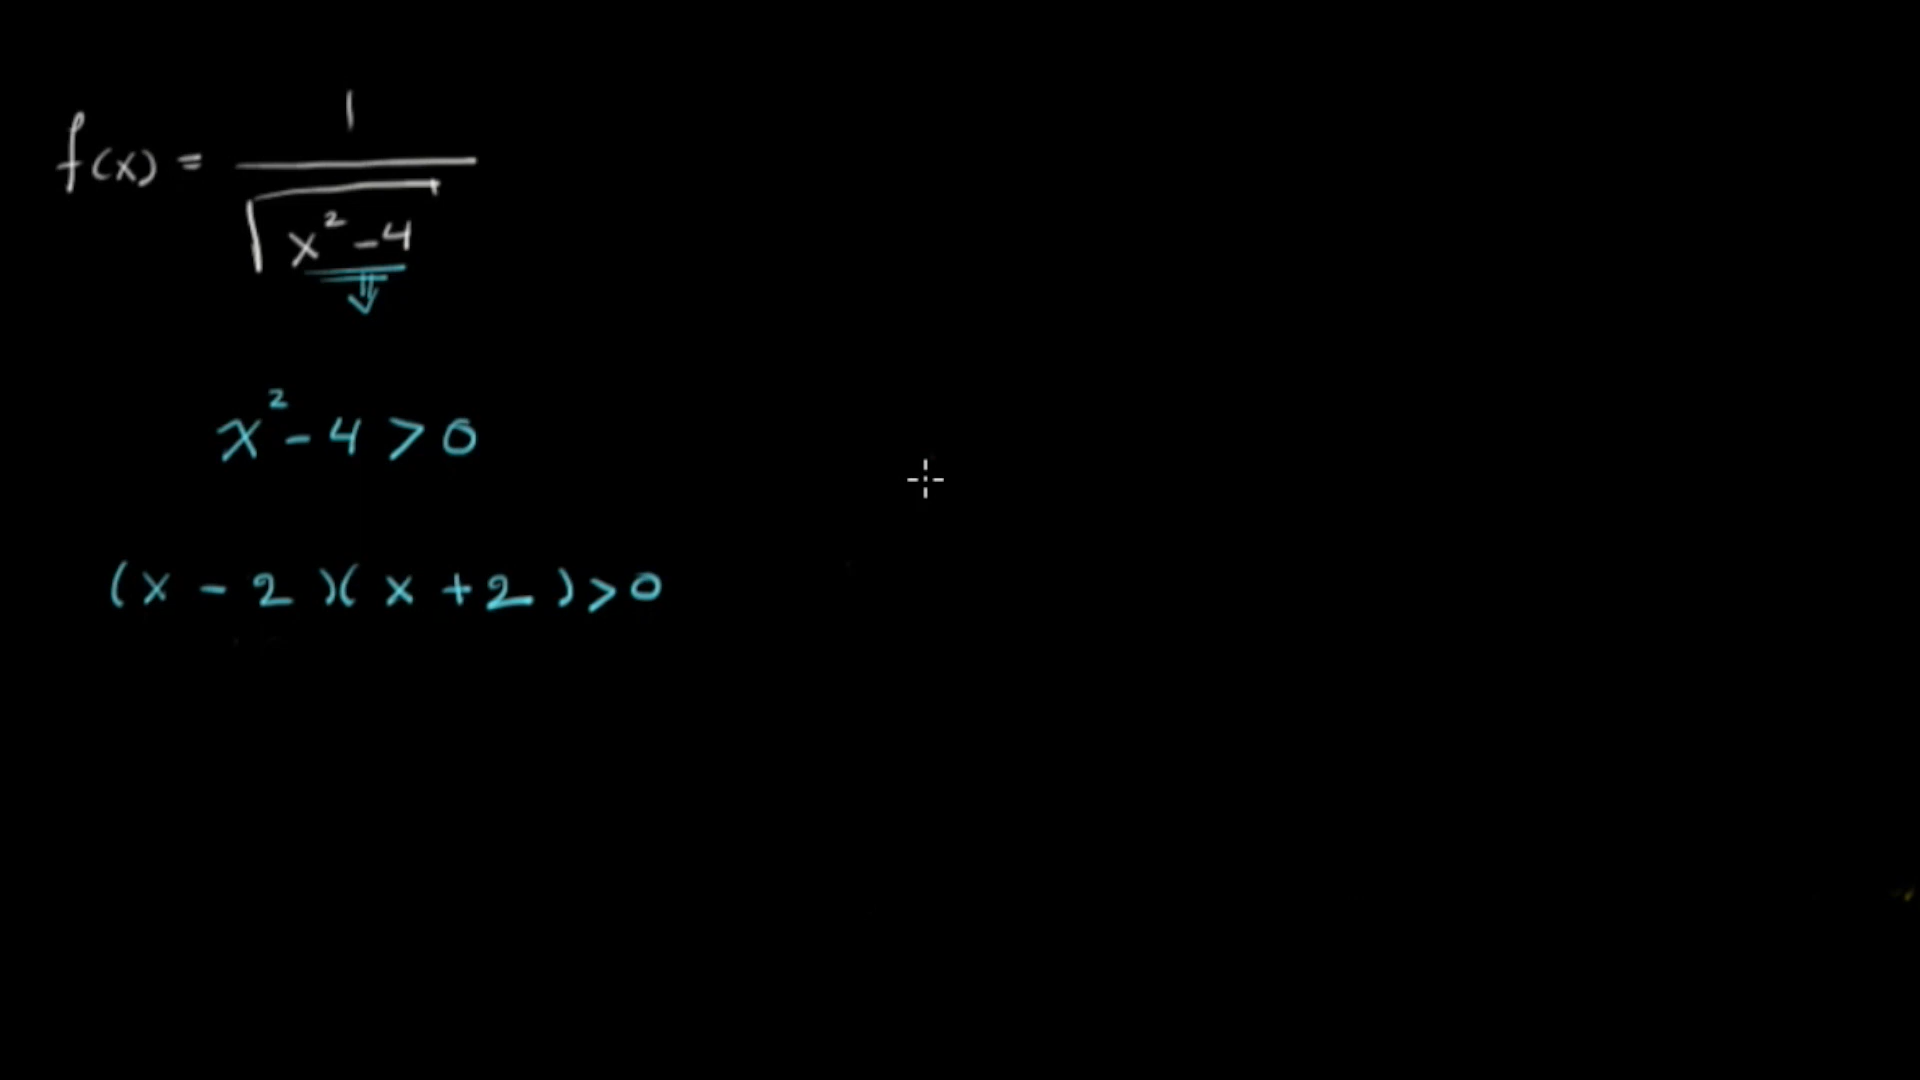 f(x) = 1 / √(x² - 4)
x² - 4 > 0
(x - 2)(x + 2) > 0